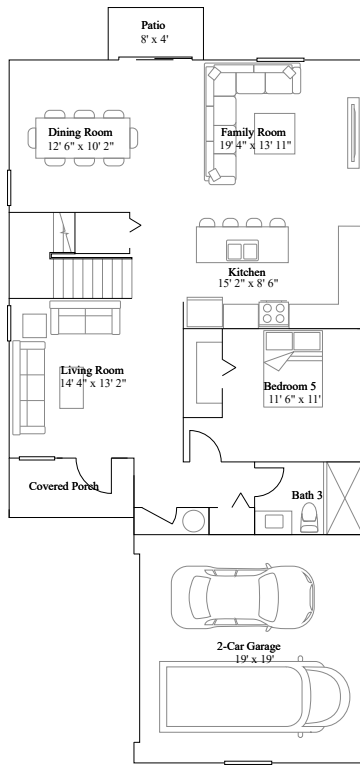 Patio
8' x 4'
Dining Room
12' 6" x 10' 2"
Family Room
19' 4" x 13' 11"
Kitchen
15' 2" x 8' 6"
Living Room
14' 4" x 13' 2"
Bedroom 5
11' 6" x 11'
Covered Porch
Bath 3
2-Car Garage
19' x 19'